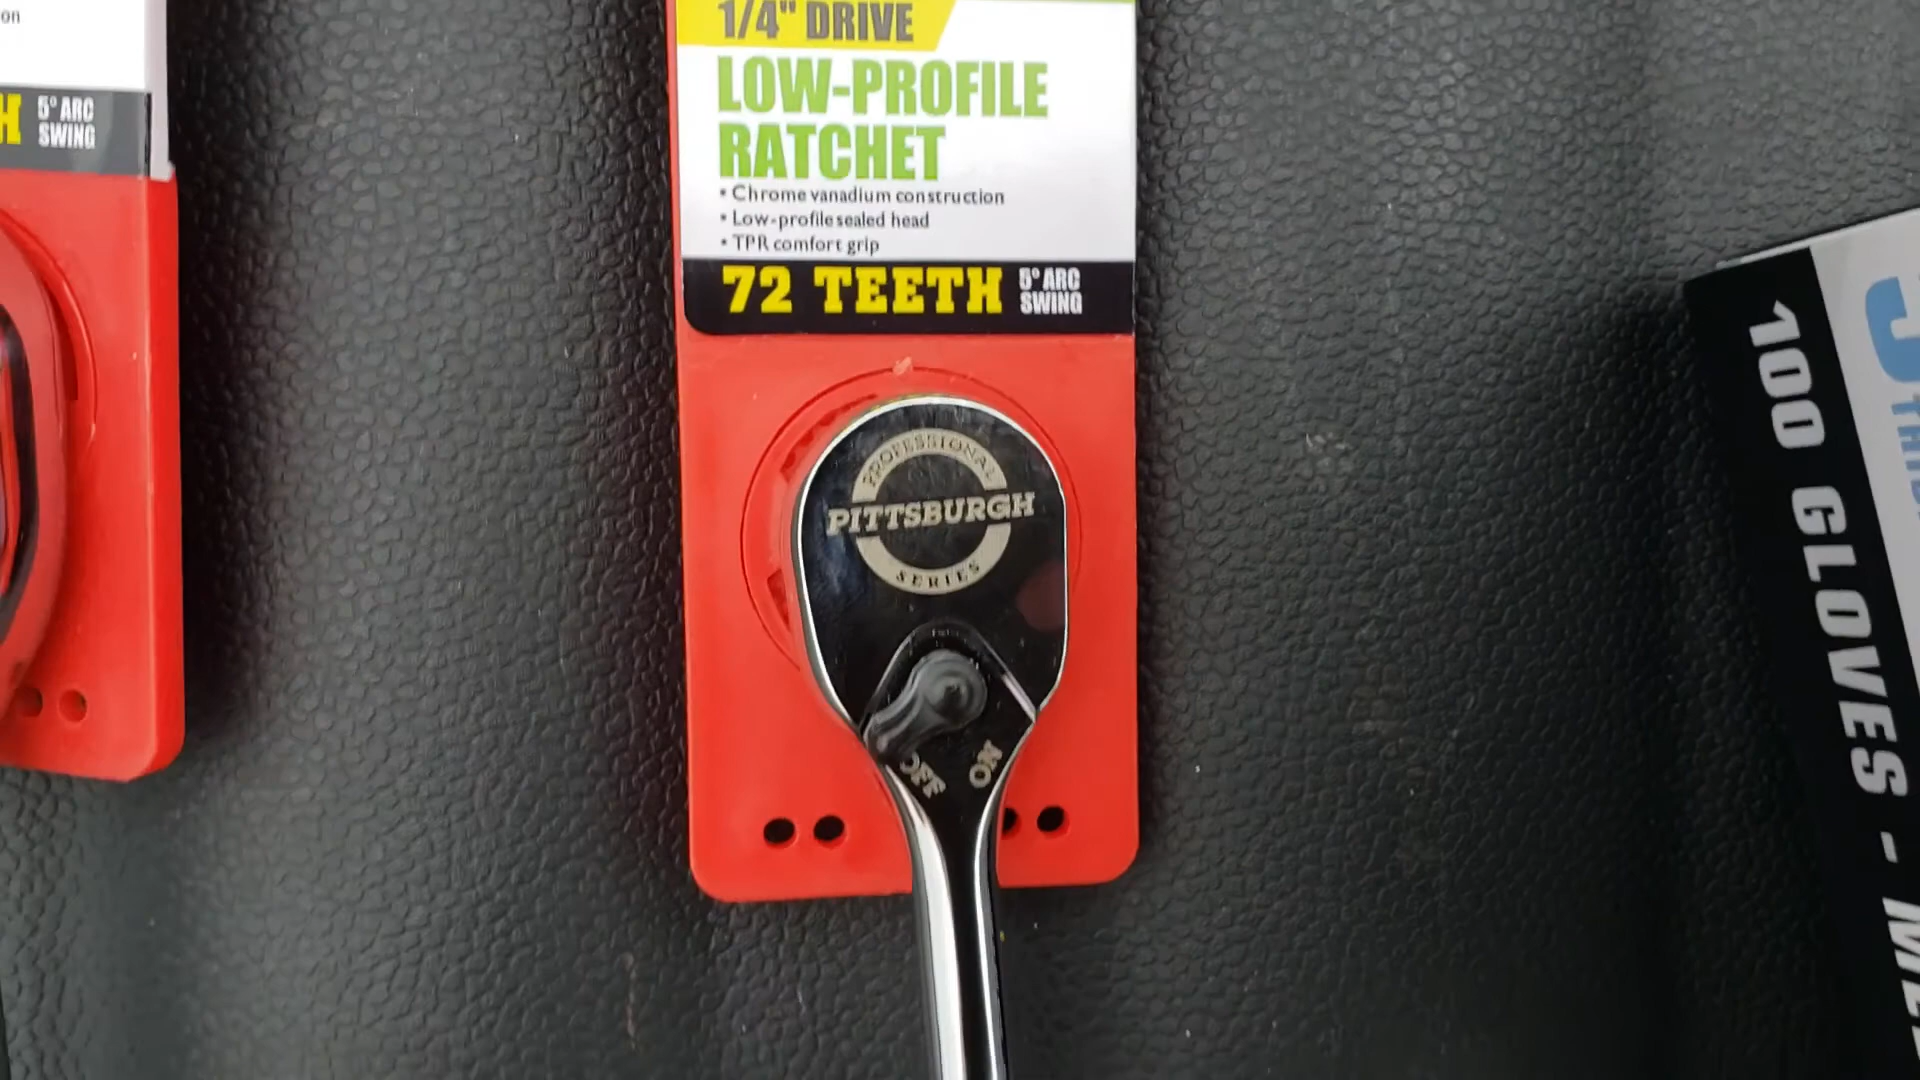 on
H 5° ARC
SWING
1/4" DRIVE
LOW-PROFILE
RATCHET
• Chrome vanadium construction
• Low-profile sealed head
• TPR comfort grip
72 TEETH 5° ARC
SWING
PROFESSIONAL
PITTSBURGH
SERIES
OFF ON
100 GLOVES -